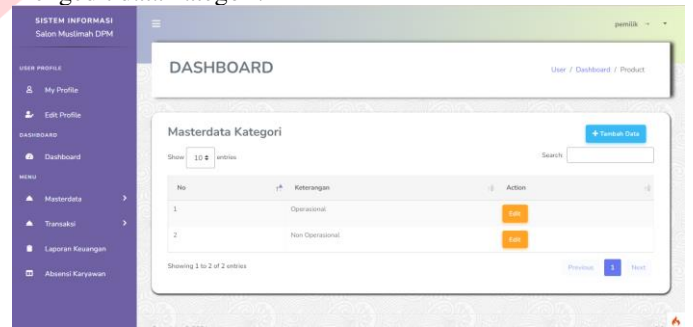 SISTEM INFORMASI
Salon Muslimah DPM
pemilik
USER PROFILE
My Profile
Edit Profile
DASHBOARD
Dashboard
MENU
Masterdata
Transaksi
Laporan Keuangan
Absensi Karyawan
DASHBOARD
User / Dashboard / Product
Masterdata Kategori
+ Tambah Data
Show 10 entries
Search:
No Keterangan Action
1 Operasional Edit
2 Non Operasional Edit
Showing 1 to 2 of 2 entries
Previous 1 Next